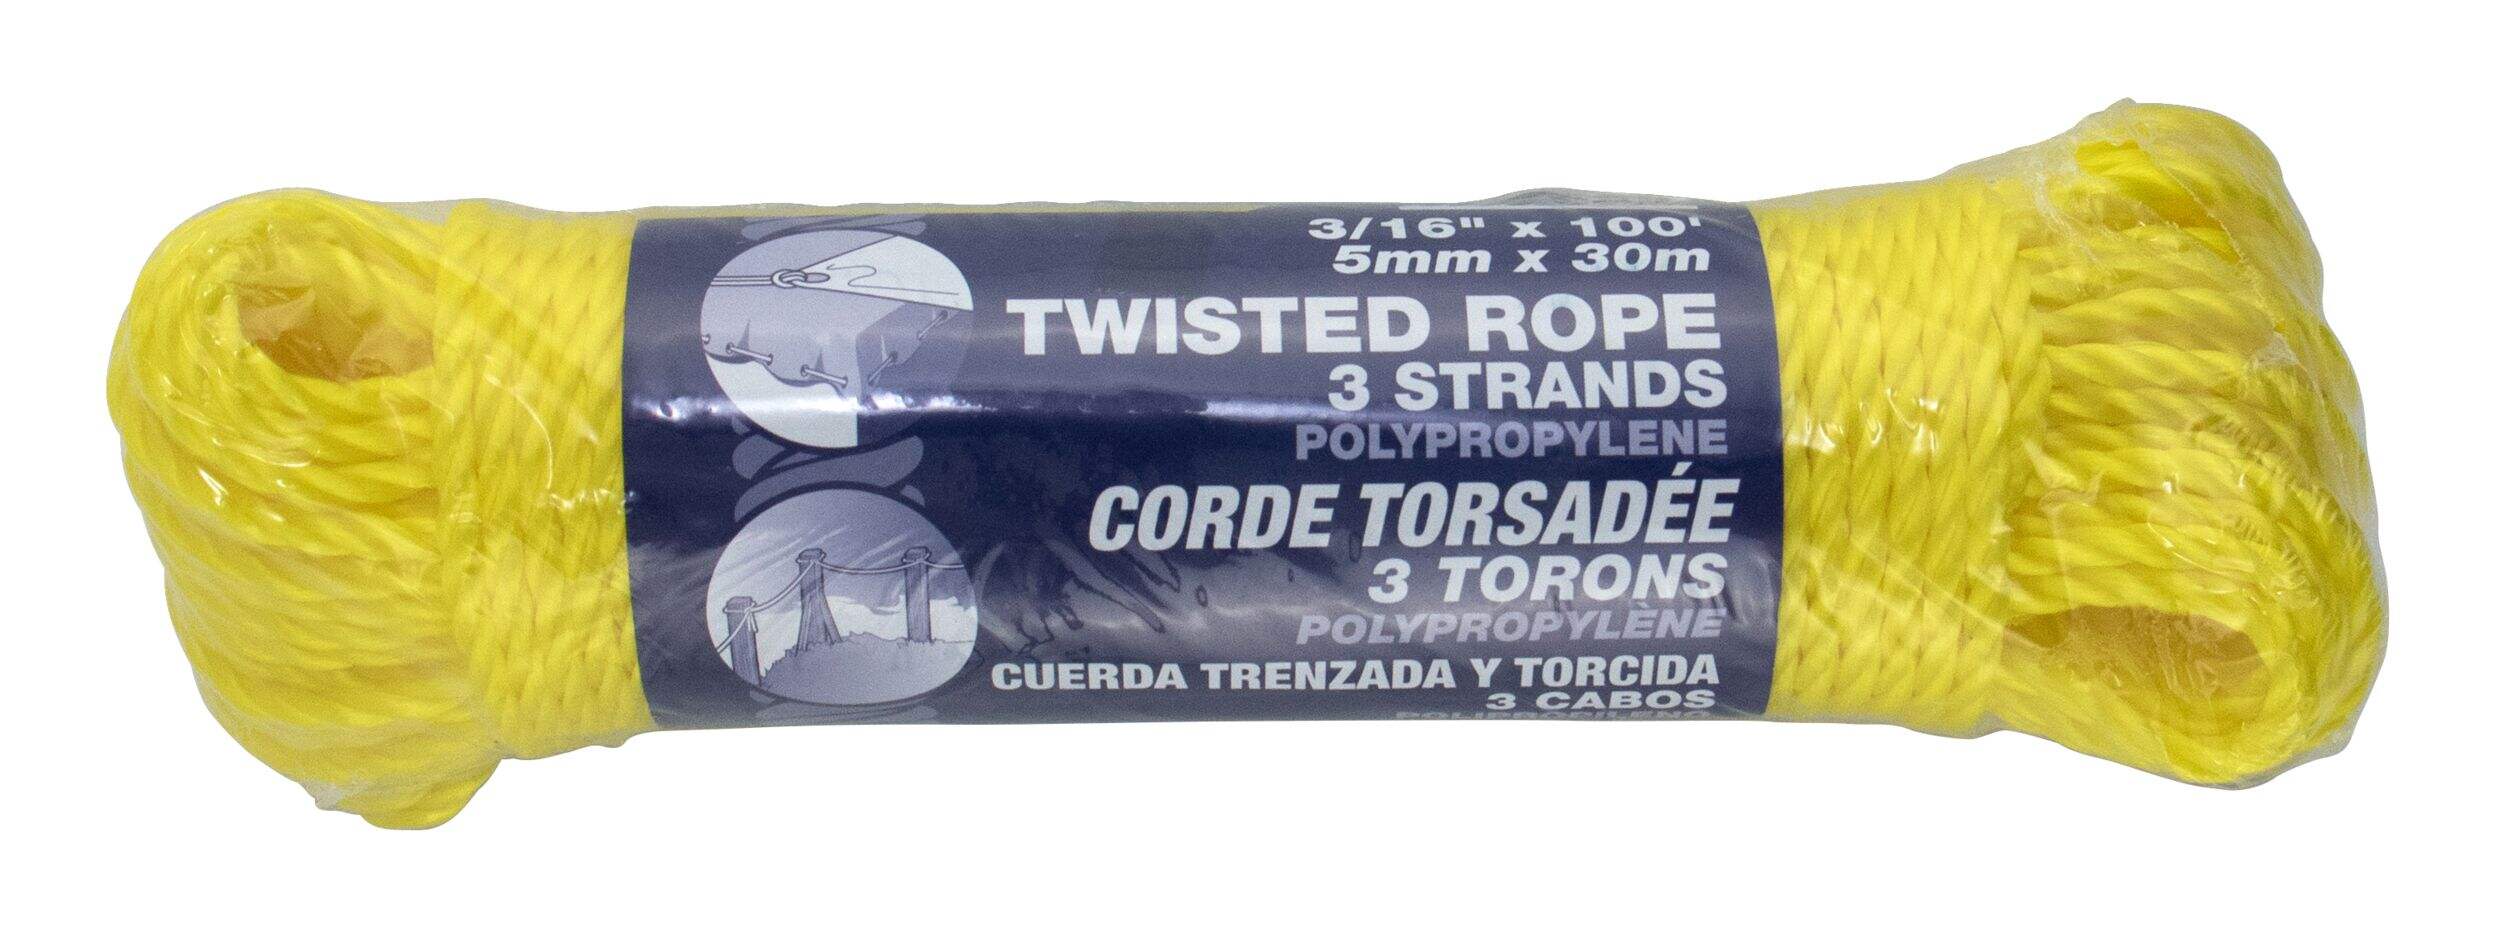 3/16" x 100'
5mm x 30m
TWISTED ROPE
3 STRANDS
POLYPROPYLENE
CORDE TORSADÉE
3 TORONS
POLYPROPYLÈNE
CUERDA TRENZADA Y TORCIDA
3 CABOS
POLIPROPILENO